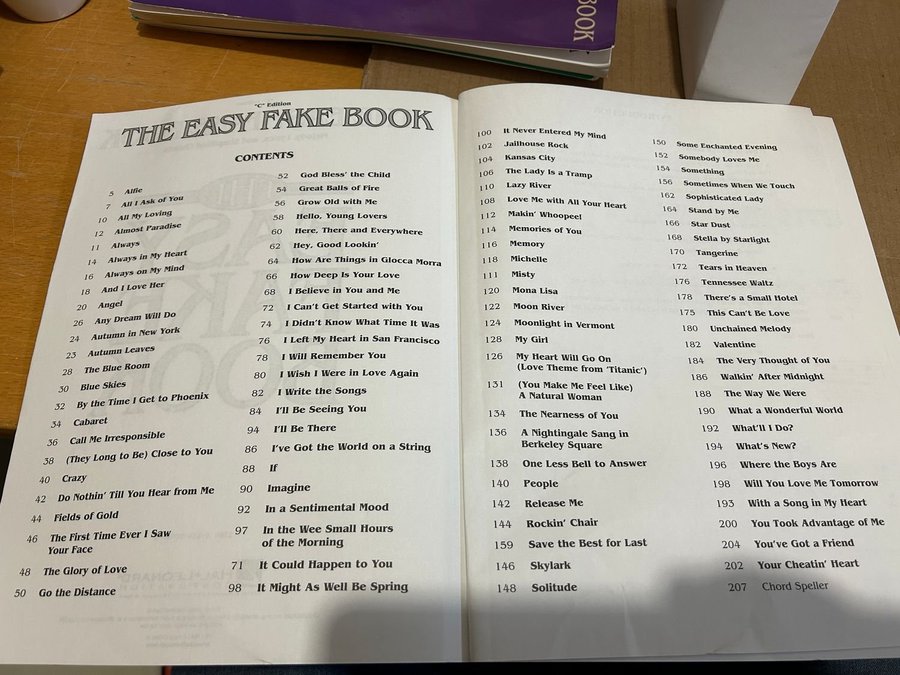 BOOK
"C" Edition
THE EASY FAKE BOOK
CONTENTS
5 Alfie
7 All I Ask of You
10 All My Loving
12 Almost Paradise
11 Always
14 Always in My Heart
16 Always on My Mind
18 And I Love Her
20 Angel
26 Any Dream Will Do
24 Autumn in New York
23 Autumn Leaves
28 The Blue Room
30 Blue Skies
32 By the Time I Get to Phoenix
34 Cabaret
36 Call Me Irresponsible
38 (They Long to Be) Close to You
40 Crazy
42 Do Nothin' Till You Hear from Me
44 Fields of Gold
46 The First Time Ever I Saw
Your Face
48 The Glory of Love
50 Go the Distance
52 God Bless' the Child
54 Great Balls of Fire
56 Grow Old with Me
58 Hello, Young Lovers
60 Here, There and Everywhere
62 Hey, Good Lookin'
64 How Are Things in Glocca Morra
66 How Deep Is Your Love
68 I Believe in You and Me
72 I Can't Get Started with You
74 I Didn't Know What Time It Was
76 I Left My Heart in San Francisco
78 I Will Remember You
80 I Wish I Were in Love Again
82 I Write the Songs
84 I'll Be Seeing You
94 I'll Be There
86 I've Got the World on a String
88 If
90 Imagine
92 In a Sentimental Mood
97 In the Wee Small Hours
of the Morning
71 It Could Happen to You
98 It Might As Well Be Spring
100 It Never Entered My Mind
102 Jailhouse Rock
104 Kansas City
106 The Lady Is a Tramp
110 Lazy River
108 Love Me with All Your Heart
112 Makin' Whoopee!
114 Memories of You
116 Memory
118 Michelle
111 Misty
120 Mona Lisa
122 Moon River
124 Moonlight in Vermont
128 My Girl
126 My Heart Will Go On
(Love Theme from 'Titanic')
131 (You Make Me Feel Like)
A Natural Woman
134 The Nearness of You
136 A Nightingale Sang in
Berkeley Square
138 One Less Bell to Answer
140 People
142 Release Me
144 Rockin' Chair
159 Save the Best for Last
146 Skylark
148 Solitude
150 Some Enchanted Evening
152 Somebody Loves Me
154 Something
156 Sometimes When We Touch
162 Sophisticated Lady
164 Stand by Me
166 Star Dust
168 Stella by Starlight
170 Tangerine
172 Tears in Heaven
176 Tennessee Waltz
178 There's a Small Hotel
175 This Can't Be Love
180 Unchained Melody
182 Valentine
184 The Very Thought of You
186 Walkin' After Midnight
188 The Way We Were
190 What a Wonderful World
192 What'll I Do?
194 What's New?
196 Where the Boys Are
198 Will You Love Me Tomorrow
193 With a Song in My Heart
200 You Took Advantage of Me
204 You've Got a Friend
202 Your Cheatin' Heart
207 Chord Speller